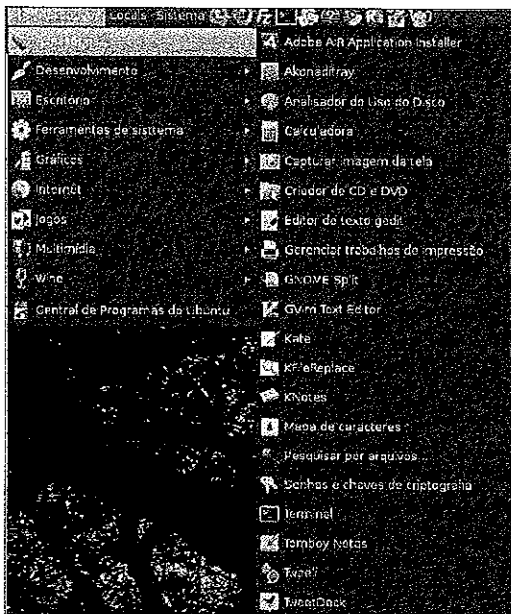 Locais Sistema
Desenvolvimento
Escritório
Ferramentas de sistema
Gráficos
Internet
Jogos
Multimídia
Wine
Central de Programas do Ubuntu
Adobe AIR Application Installer
Akonaditray
Analisador do Uso do Disco
Calculadora
Capturar imagem da tela
Criador de CD e DVD
Editor de texto gedit
Gerenciar trabalhos de impressão
GNOME Split
GVim Text Editor
Kate
KFileReplace
KNotes
Mapa de caracteres
Pesquisar por arquivos...
Senhas e chaves de criptografia
Terminal
Tomboy Notes
TweetDeck